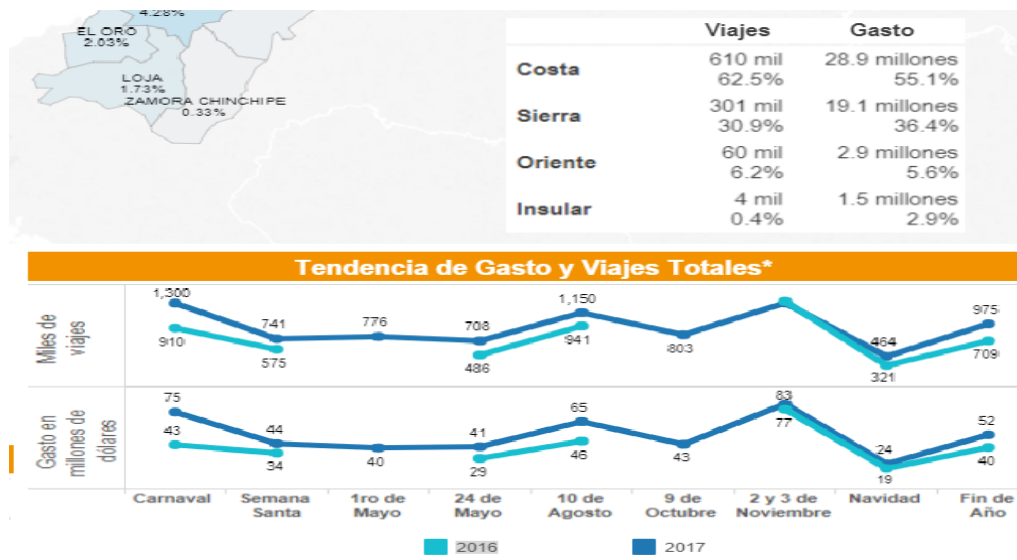 4.28%
EL ORO
2.03%
LOJA
1.73%
ZAMORA CHINCHIPE
0.33%
Viajes Gasto
Costa 610 mil 28.9 millones
62.5% 55.1%
Sierra 301 mil 19.1 millones
30.9% 36.4%
Oriente 60 mil 2.9 millones
6.2% 5.6%
Insular 4 mil 1.5 millones
0.4% 2.9%
Tendencia de Gasto y Viajes Totales*
Miles de
viajes
1,300 741 776 708 1,150 803 464 975
910 575 486 941 321 709
Gasto en
millones de
dólares
75 44 40 41 65 43 83 24 52
43 34 29 46 77 19 40
Carnaval Semana 1ro de 24 de 10 de 9 de 2 y 3 de Navidad Fin de
Santa Mayo Mayo Agosto Octubre Noviembre Año
2016 2017